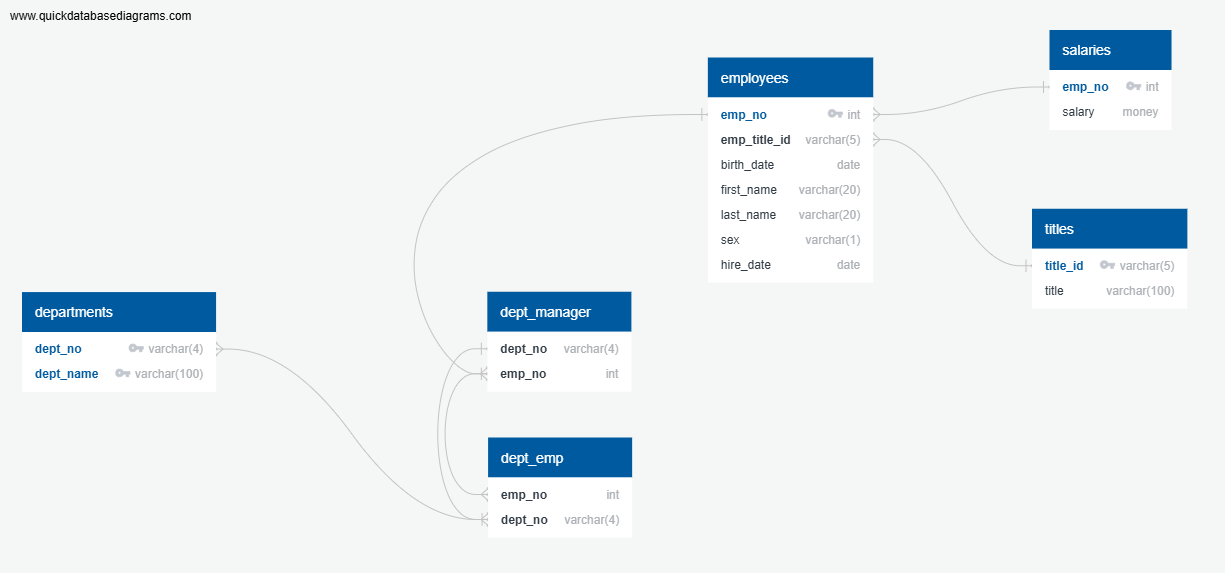 www.quickdatabasediagrams.com
salaries
emp_no int
salary money
employees
emp_no int
emp_title_id varchar(5)
birth_date date
first_name varchar(20)
last_name varchar(20)
sex varchar(1)
hire_date date
titles
title_id varchar(5)
title varchar(100)
departments
dept_no varchar(4)
dept_name varchar(100)
dept_manager
dept_no varchar(4)
emp_no int
dept_emp
emp_no int
dept_no varchar(4)